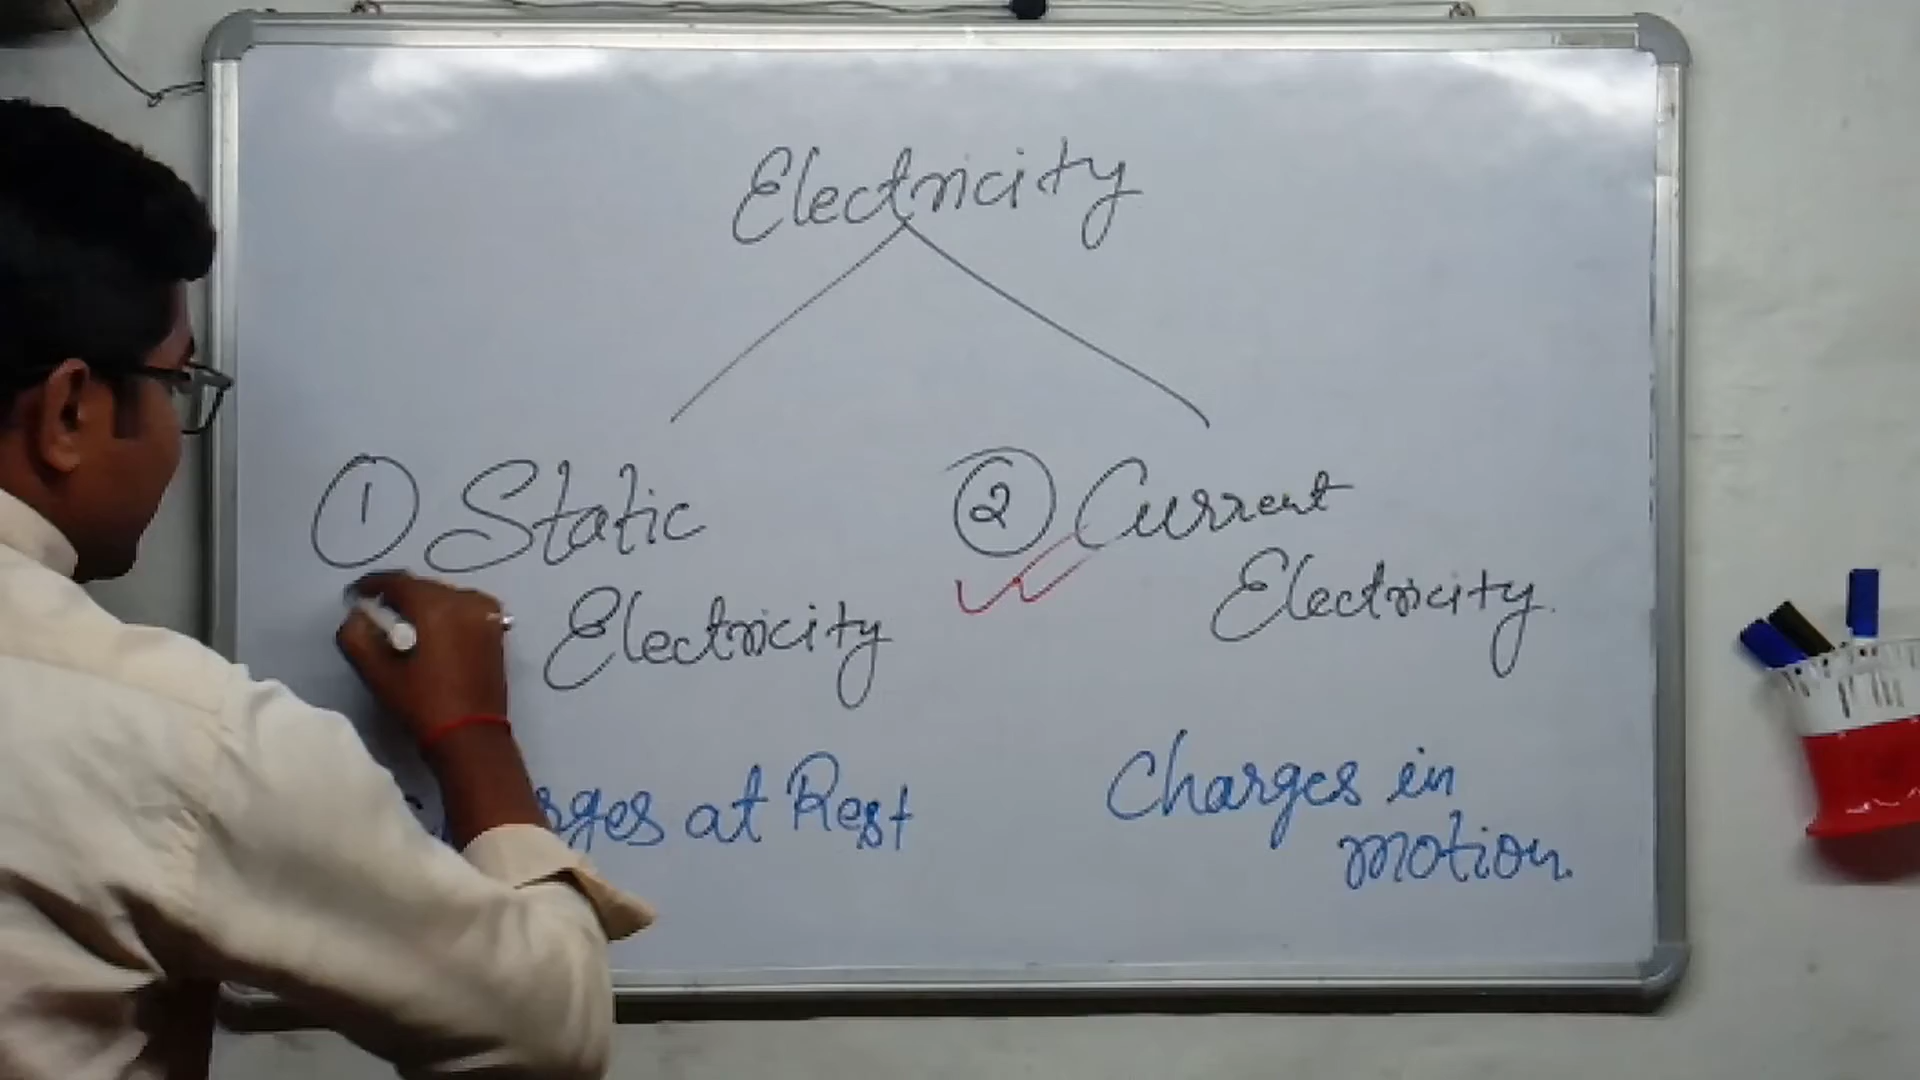 Electricity
① Static
Electricity
② Current
Electricity.
at Rest
Charges in
motion.